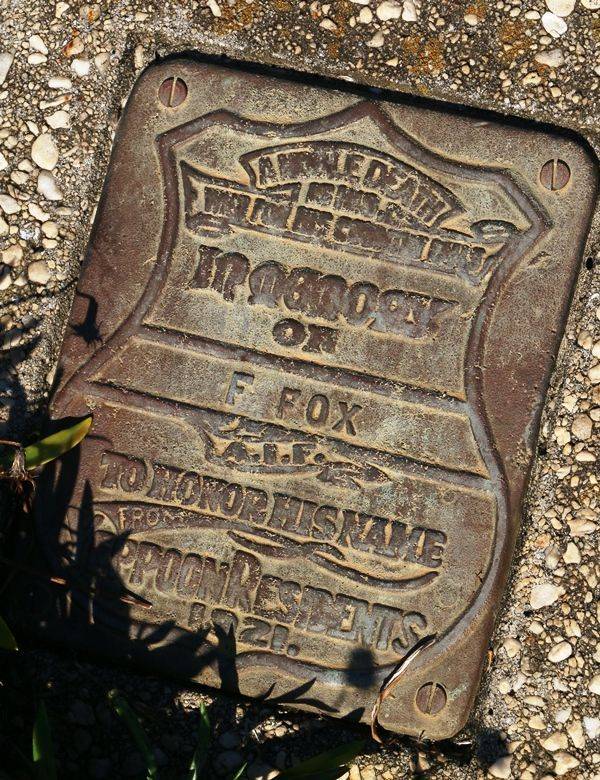 A NOBLE DEATH
IN MEMORY
OF
F FOX
A.I.F.
TO HONOR HIS NAME
FROM
RESIDENTS
1921.